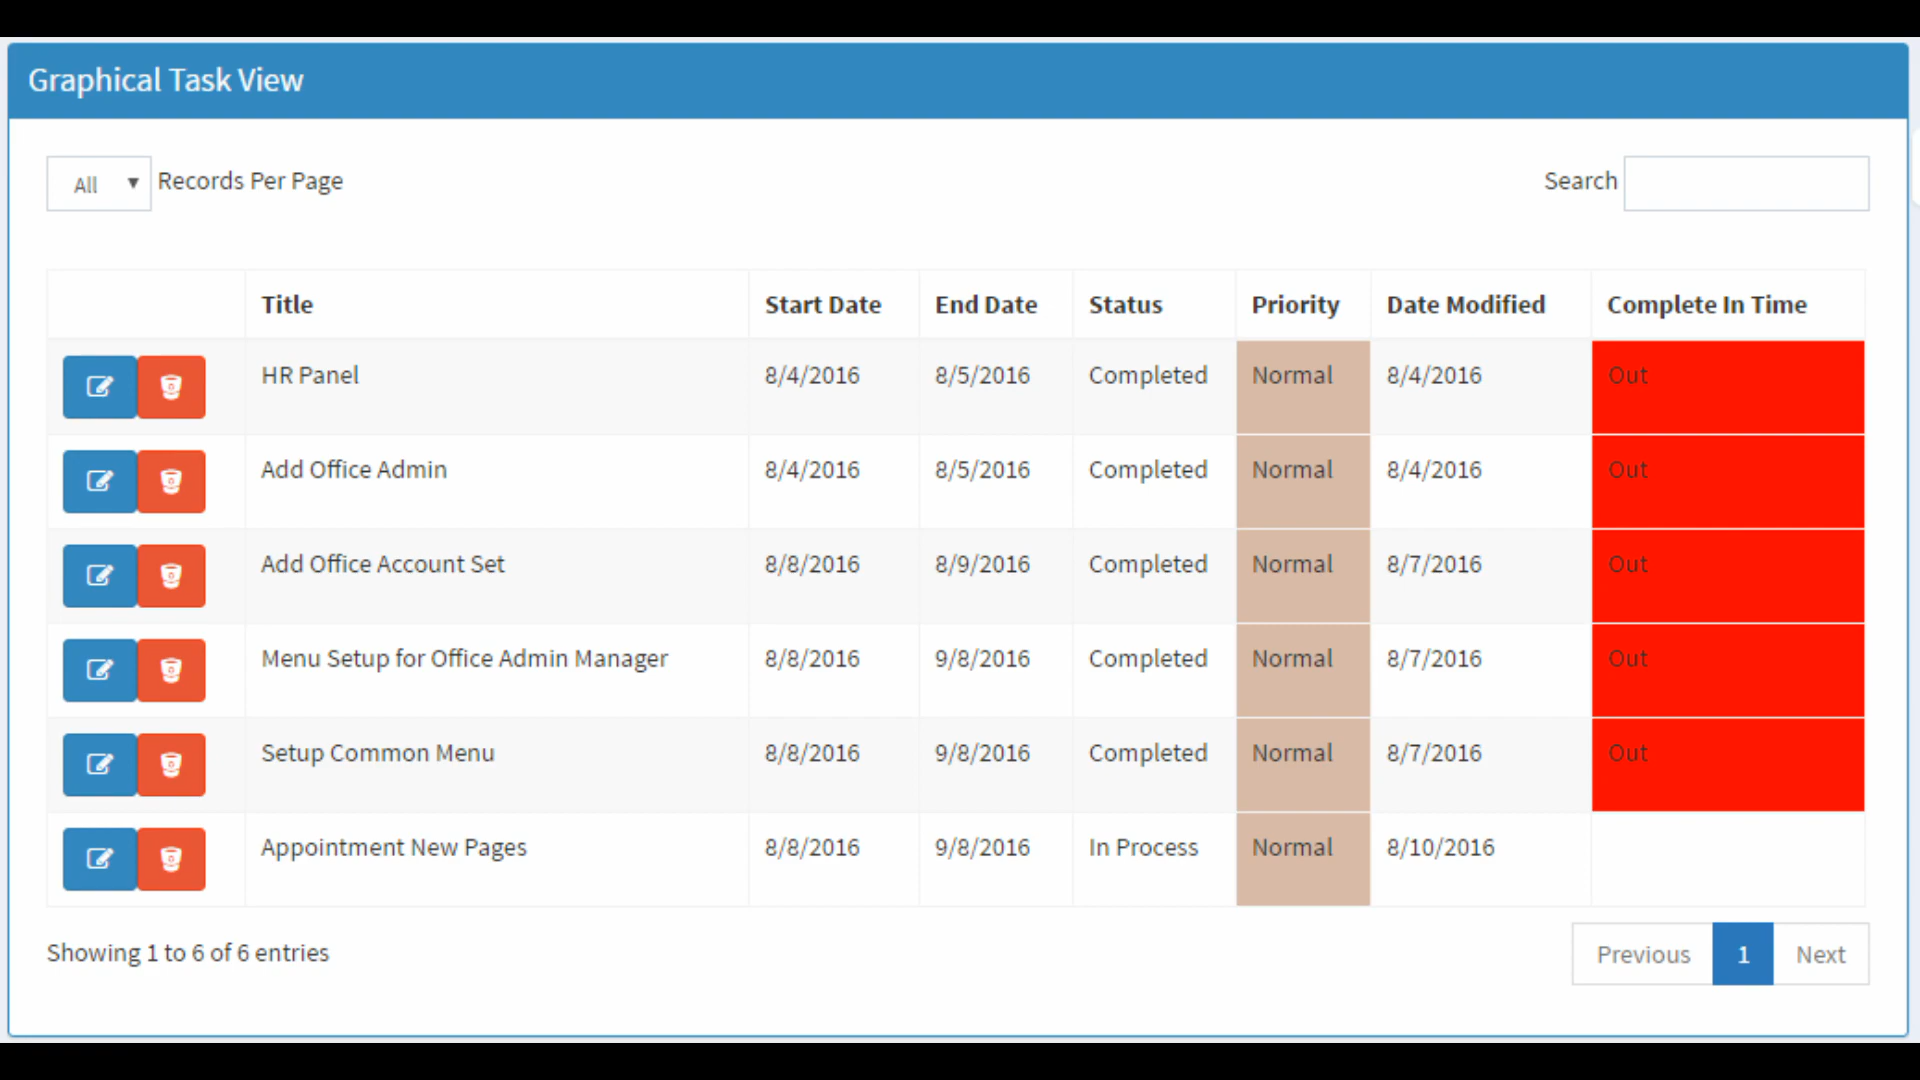 Graphical Task View
All Records Per Page Search
Title Start Date End Date Status Priority Date Modified Complete In Time
HR Panel 8/4/2016 8/5/2016 Completed Normal 8/4/2016 Out
Add Office Admin 8/4/2016 8/5/2016 Completed Normal 8/4/2016 Out
Add Office Account Set 8/8/2016 8/9/2016 Completed Normal 8/7/2016 Out
Menu Setup for Office Admin Manager 8/8/2016 9/8/2016 Completed Normal 8/7/2016 Out
Setup Common Menu 8/8/2016 9/8/2016 Completed Normal 8/7/2016 Out
Appointment New Pages 8/8/2016 9/8/2016 In Process Normal 8/10/2016
Showing 1 to 6 of 6 entries Previous 1 Next